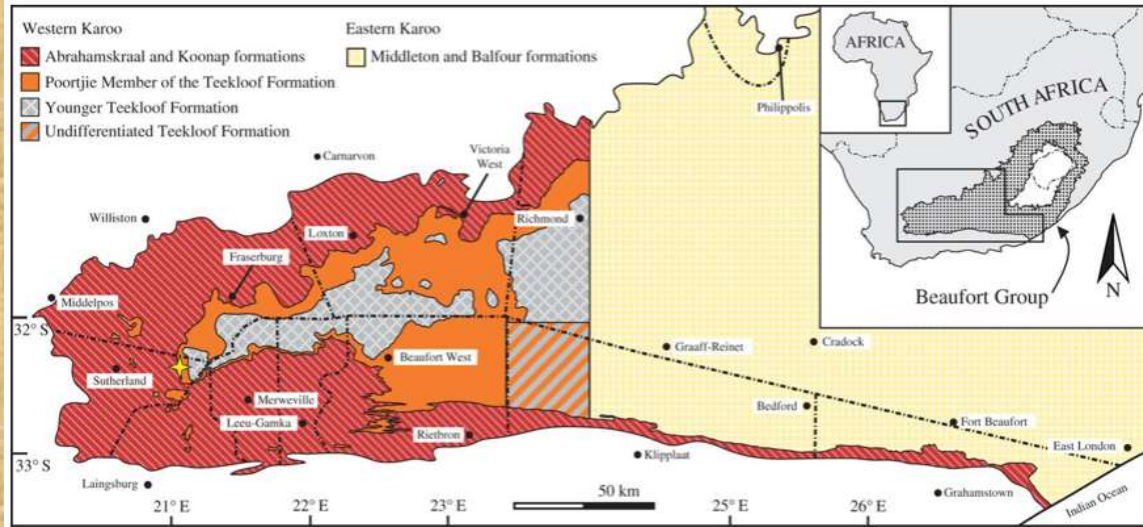 Western Karoo
Abrahamskraal and Koonap formations
Poortjie Member of the Teekloof Formation
Younger Teekloof Formation
Undifferentiated Teekloof Formation
Eastern Karoo
Middleton and Balfour formations
AFRICA
SOUTH AFRICA
Beaufort Group
N
Philippolis
Carnarvon
Victoria
West
Williston
Richmond
Loxton
Fraserburg
Middelpos
32° S
Sutherland
Beaufort West
Graaff-Reinet
Cradock
Merweville
Leeu-Gamka
Bedford
Fort Beaufort
Rietbron
East London
33° S
Klipplaat
Laingsburg
Grahamstown
21° E
22° E
23° E
50 km
25° E
26° E
Indian Ocean